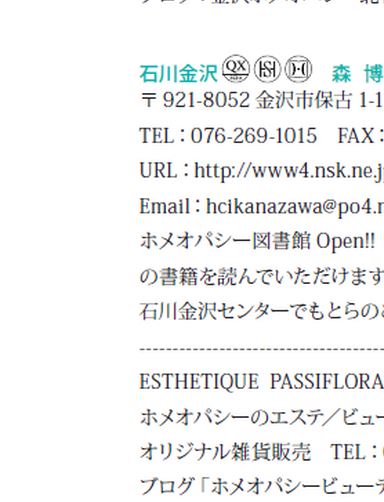 石川金沢 QX 森 博
〒921-8052 金沢市保古 1-1
TEL：076-269-1015　FAX：
URL：http://www4.nsk.ne.j
Email：hcikanazawa@po4.n
ホメオパシー図書館 Open!!
の書籍を読んでいただけます
石川金沢センターでもとらのこ
ESTHETIQUE PASSIFLORA
ホメオパシーのエステ／ビュー
オリジナル雑貨販売　TEL：
ブログ「ホメオパシービューテ